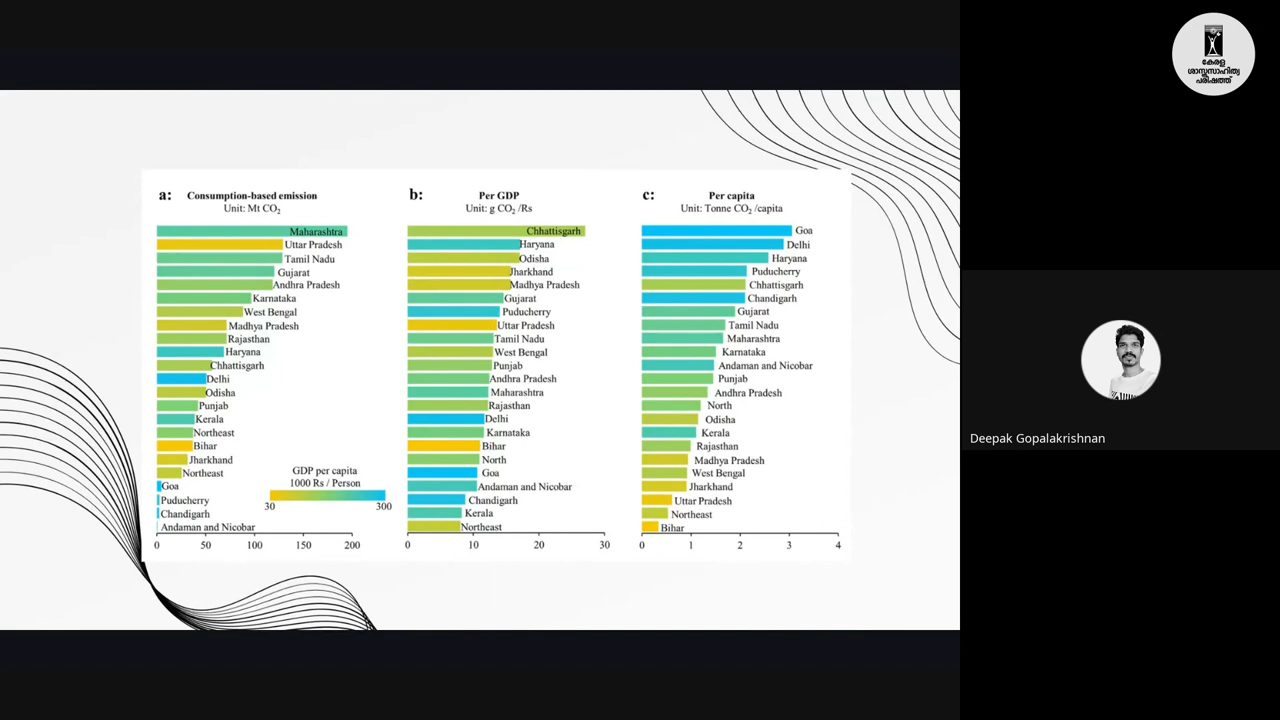 കേരള
ശാസ്ത്രസാഹിത്യ
പരിഷത്ത്
a: Consumption-based emission
Unit: Mt CO2
Maharashtra
Uttar Pradesh
Tamil Nadu
Gujarat
Andhra Pradesh
Karnataka
West Bengal
Madhya Pradesh
Rajasthan
Haryana
Chhattisgarh
Delhi
Odisha
Punjab
Kerala
Northeast
Bihar
Jharkhand
Northeast
Goa
Puducherry
Chandigarh
Andaman and Nicobar
0 50 100 150 200
GDP per capita
1000 Rs / Person
30 300
b: Per GDP
Unit: g CO2 /Rs
Chhattisgarh
Haryana
Odisha
Jharkhand
Madhya Pradesh
Gujarat
Puducherry
Uttar Pradesh
Tamil Nadu
West Bengal
Punjab
Andhra Pradesh
Maharashtra
Rajasthan
Delhi
Karnataka
Bihar
North
Goa
Andaman and Nicobar
Chandigarh
Kerala
Northeast
0 10 20 30
c: Per capita
Unit: Tonne CO2 /capita
Goa
Delhi
Haryana
Puducherry
Chhattisgarh
Chandigarh
Gujarat
Tamil Nadu
Maharashtra
Karnataka
Andaman and Nicobar
Punjab
Andhra Pradesh
North
Odisha
Kerala
Rajasthan
Madhya Pradesh
West Bengal
Jharkhand
Uttar Pradesh
Northeast
Bihar
0 1 2 3 4
Deepak Gopalakrishnan